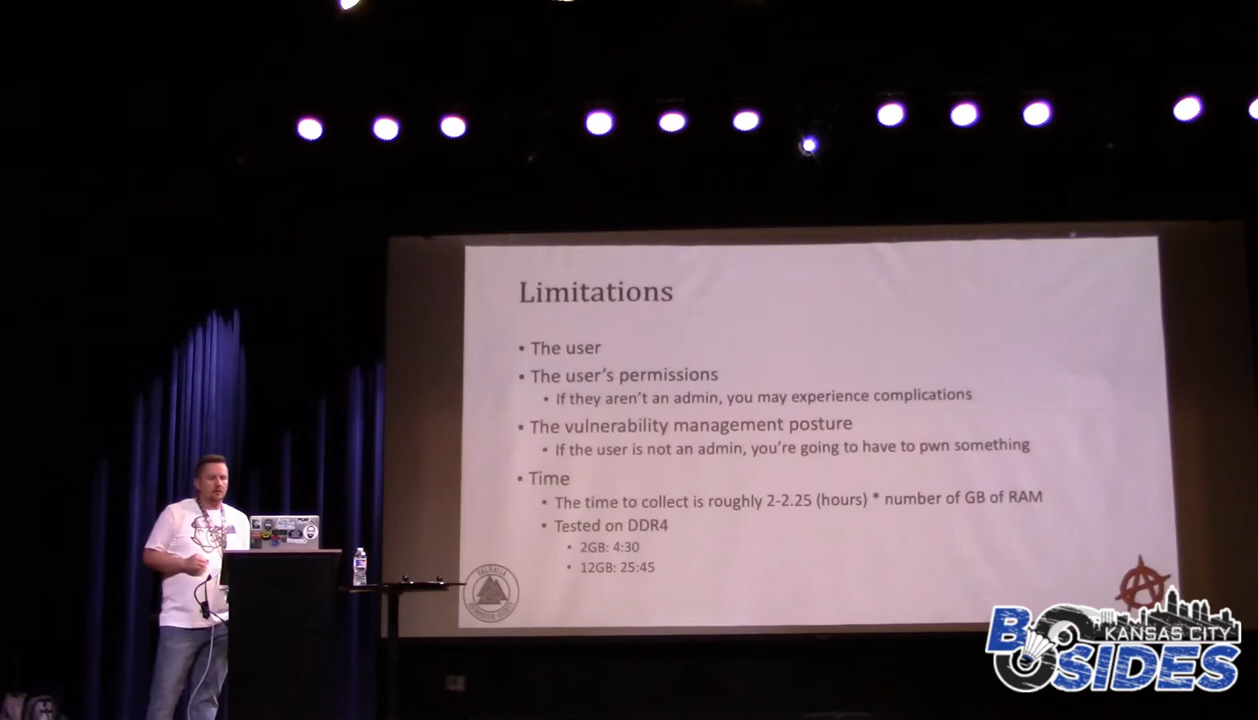 Limitations
• The user
• The user's permissions
• If they aren't an admin, you may experience complications
• The vulnerability management posture
• If the user is not an admin, you're going to have to pwn something
• Time
• The time to collect is roughly 2-2.25 (hours) * number of GB of RAM
• Tested on DDR4
• 2GB: 4:30
• 12GB: 25:45
VALHALLA
BSIDES
KANSAS CITY